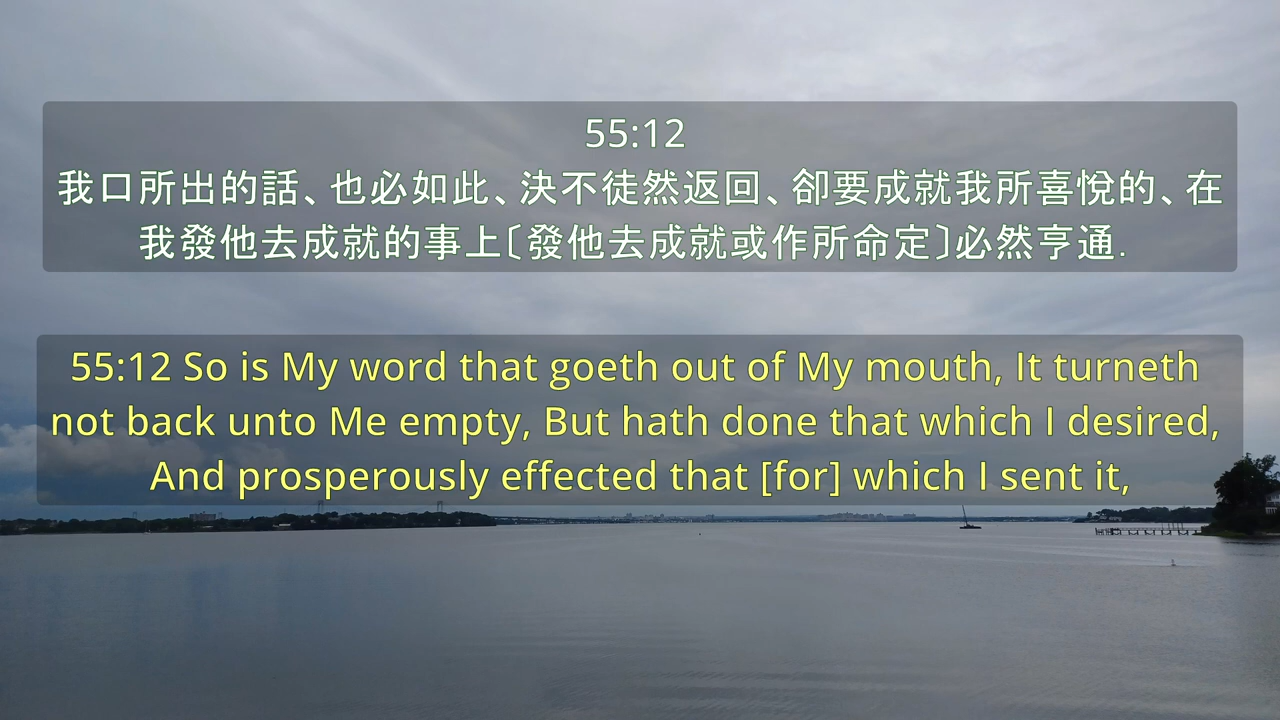 55:12
我口所出的話、也必如此、決不徒然返回、卻要成就我所喜悅的、在
我發他去成就的事上〔發他去成就或作所命定〕必然亨通.
55:12 So is My word that goeth out of My mouth, It turneth
not back unto Me empty, But hath done that which I desired,
And prosperously effected that [for] which I sent it,